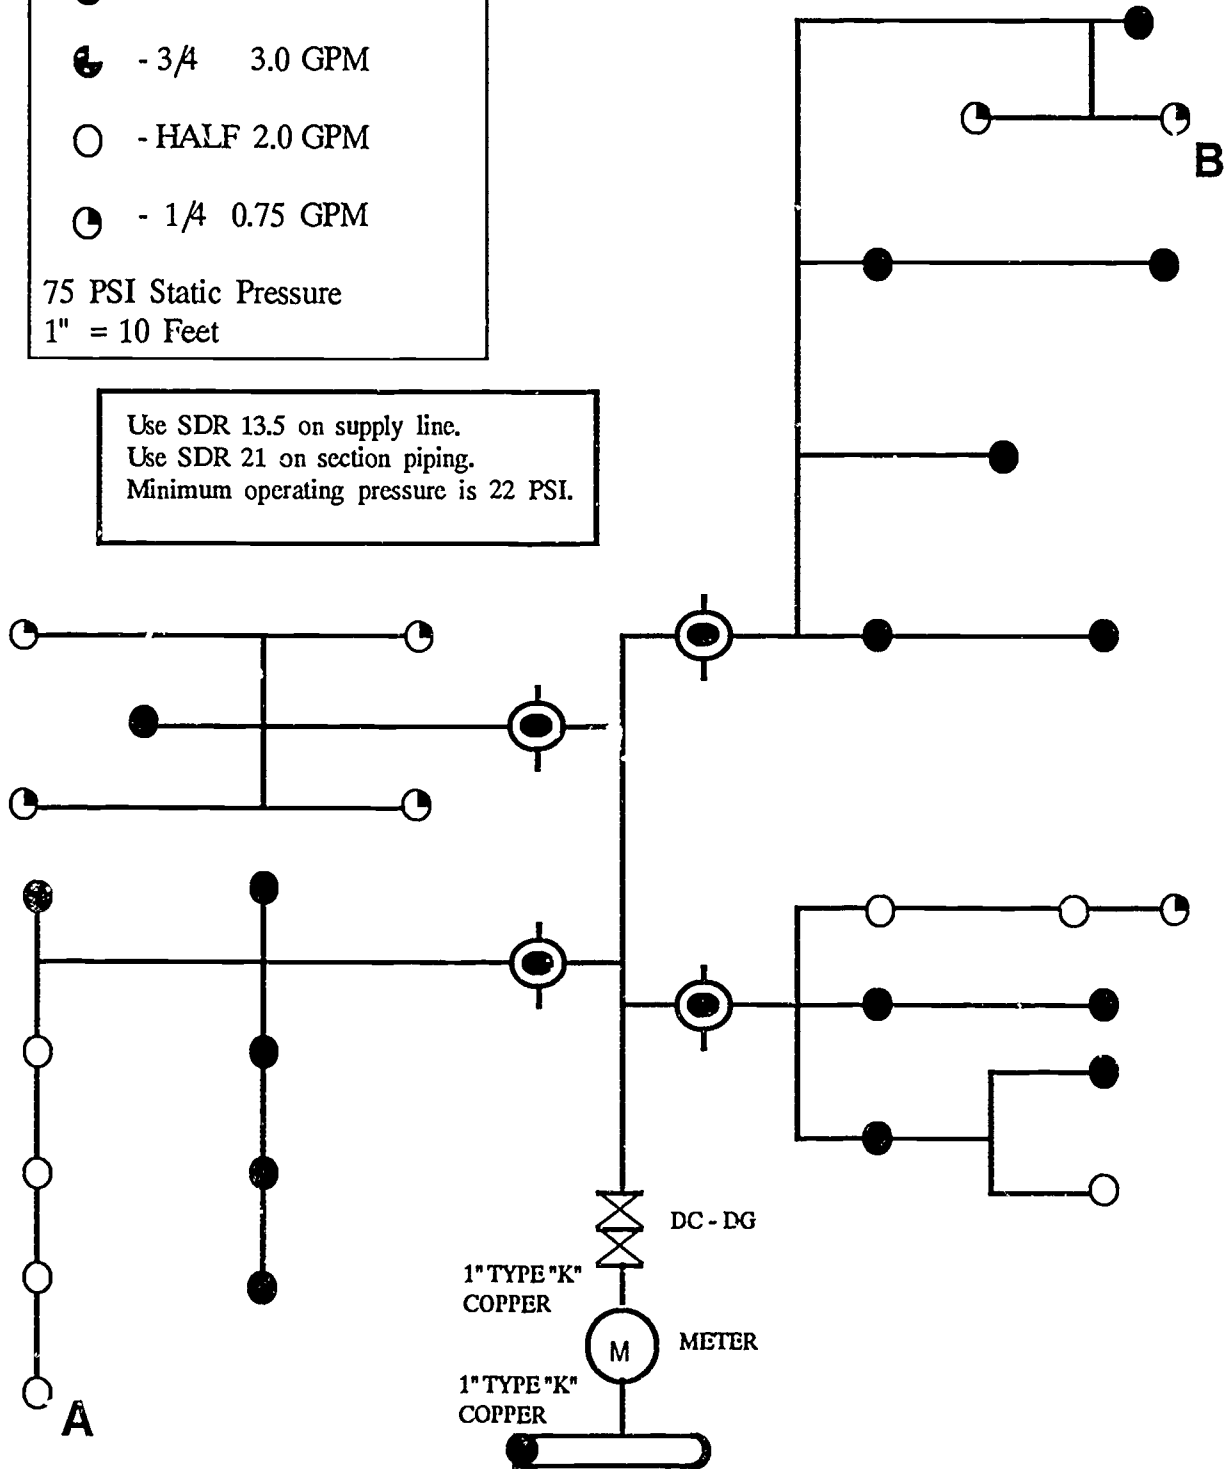 - 3/4 3.0 GPM
- HALF 2.0 GPM
- 1/4 0.75 GPM
75 PSI Static Pressure
1" = 10 Feet
Use SDR 13.5 on supply line.
Use SDR 21 on section piping.
Minimum operating pressure is 22 PSI.
B
DC - DG
1" TYPE "K"
COPPER
M
METER
1" TYPE "K"
COPPER
A